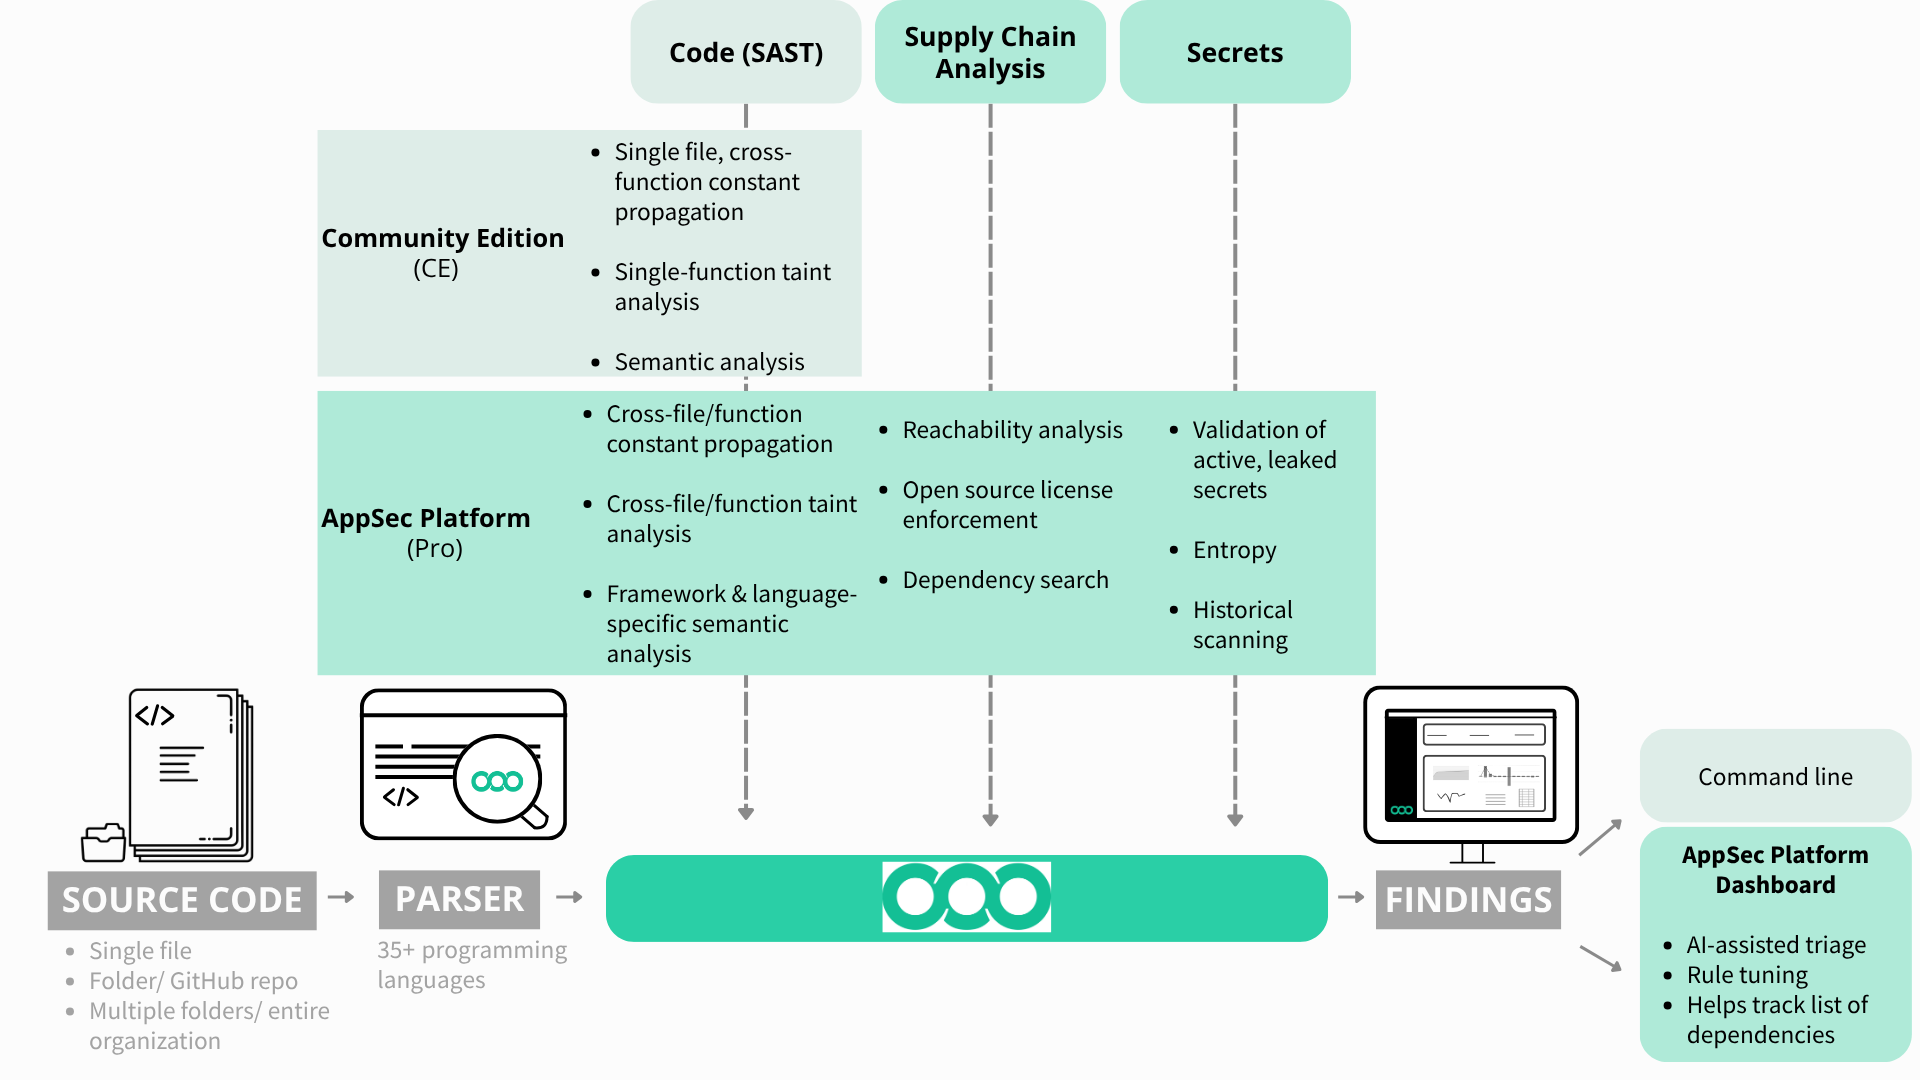 Code (SAST)
Supply Chain
Analysis
Secrets
Community Edition
(CE)
• Single file, cross-
function constant
propagation
• Single-function taint
analysis
• Semantic analysis
AppSec Platform
(Pro)
• Cross-file/function
constant propagation
• Cross-file/function taint
analysis
• Framework & language-
specific semantic
analysis
• Reachability analysis
• Open source license
enforcement
• Dependency search
• Validation of
active, leaked
secrets
• Entropy
• Historical
scanning
</>
</>
SOURCE CODE
• Single file
• Folder/ GitHub repo
• Multiple folders/ entire
organization
PARSER
35+ programming
languages
FINDINGS
Command line
AppSec Platform
Dashboard
• AI-assisted triage
• Rule tuning
• Helps track list of
dependencies